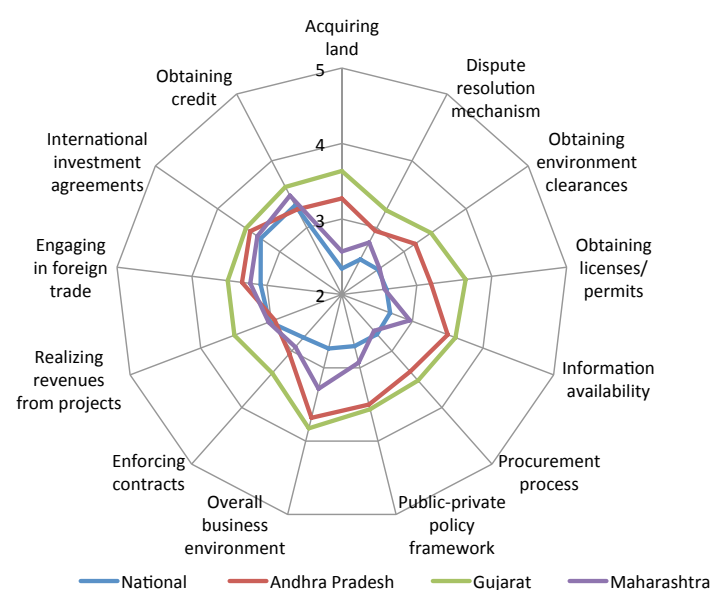 Acquiring
land
Dispute
resolution
mechanism
Obtaining
environment
clearances
Obtaining
licenses/
permits
Information
availability
Procurement
process
Public-private
policy
framework
Overall
business
environment
Enforcing
contracts
Realizing
revenues
from projects
Engaging
in foreign
trade
International
investment
agreements
Obtaining
credit
5
4
3
2
National
Andhra Pradesh
Gujarat
Maharashtra